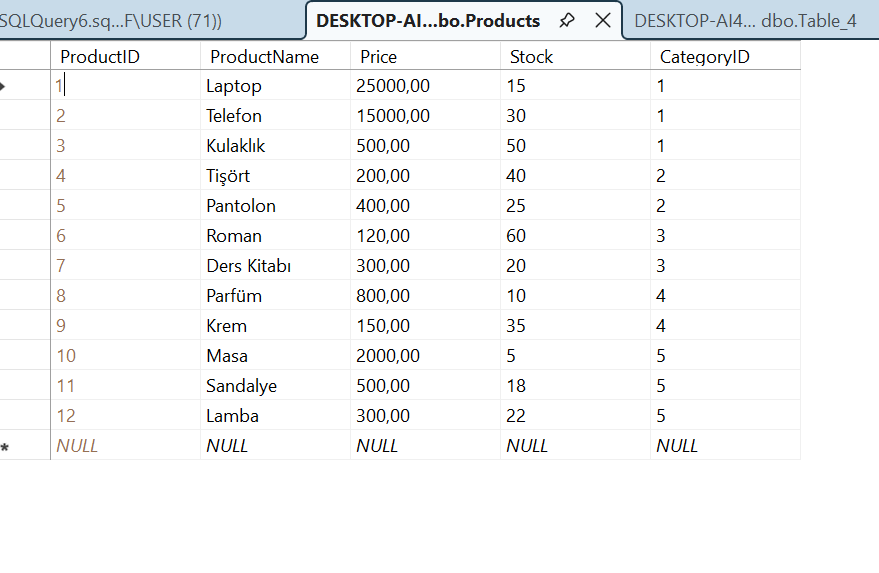 SQLQuery6.sq...F\USER (71)) DESKTOP-AI...bo.Products DESKTOP-AI4... dbo.Table_4
ProductID ProductName Price Stock CategoryID
1 Laptop 25000,00 15 1
2 Telefon 15000,00 30 1
3 Kulaklık 500,00 50 1
4 Tişört 200,00 40 2
5 Pantolon 400,00 25 2
6 Roman 120,00 60 3
7 Ders Kitabı 300,00 20 3
8 Parfüm 800,00 10 4
9 Krem 150,00 35 4
10 Masa 2000,00 5 5
11 Sandalye 500,00 18 5
12 Lamba 300,00 22 5
* NULL NULL NULL NULL NULL